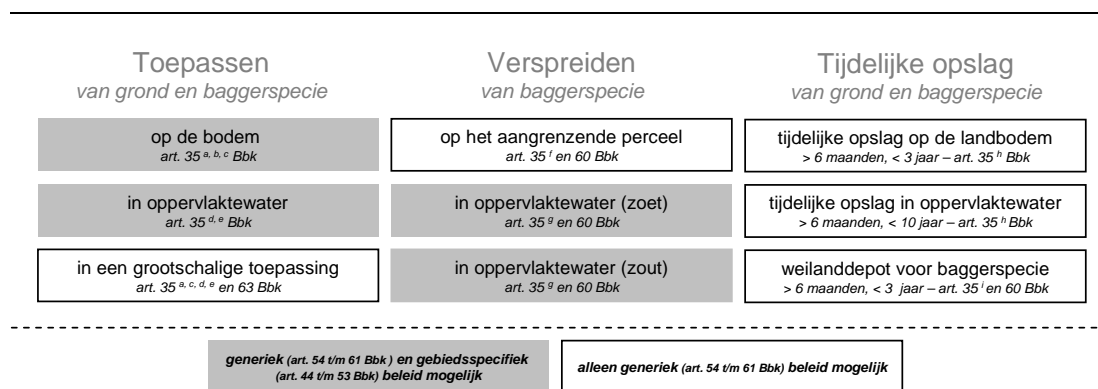 Toepassen
van grond en baggerspecie
op de bodem
art. 35 a, b, c Bbk
in oppervlaktewater
art. 35 d, e Bbk
in een grootschalige toepassing
art. 35 a, c, d, e en 63 Bbk
Verspreiden
van baggerspecie
op het aangrenzende perceel
art. 35 f en 60 Bbk
in oppervlaktewater (zoet)
art. 35 g en 60 Bbk
in oppervlaktewater (zout)
art. 35 g en 60 Bbk
Tijdelijke opslag
van grond en baggerspecie
tijdelijke opslag op de landbodem
> 6 maanden, < 3 jaar – art. 35 h Bbk
tijdelijke opslag in oppervlaktewater
> 6 maanden, < 10 jaar – art. 35 h Bbk
weilanddepot voor baggerspecie
> 6 maanden, < 3 jaar – art. 35 i en 60 Bbk
generiek (art. 54 t/m 61 Bbk ) en gebiedsspecifiek
(art. 44 t/m 53 Bbk) beleid mogelijk
alleen generiek (art. 54 t/m 61 Bbk) beleid mogelijk